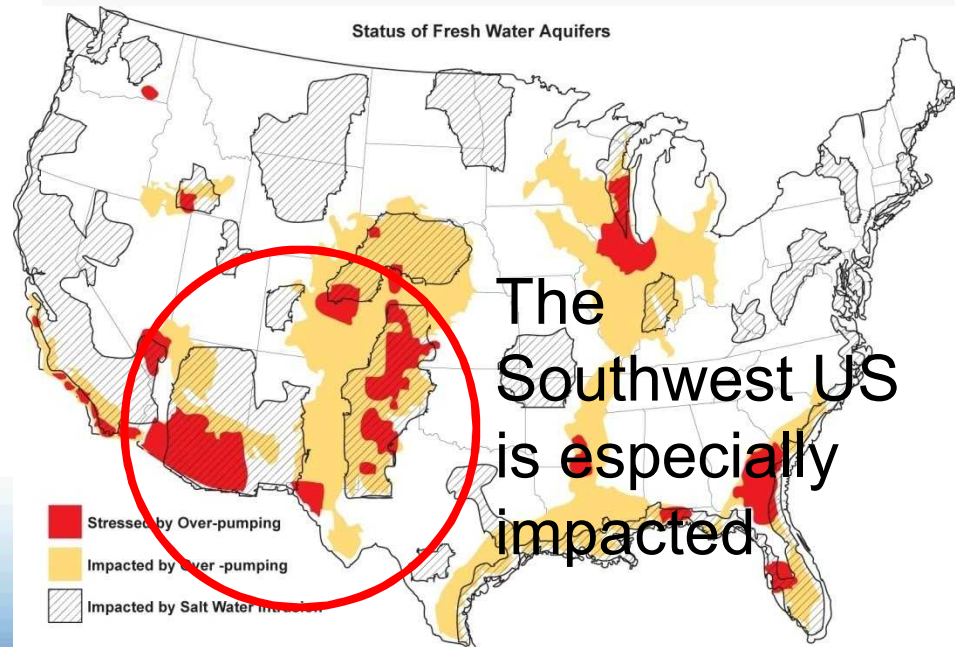 Status of Fresh Water Aquifers
The
Southwest US
is especially
impacted
Stressed by Over-pumping
Impacted by Over -pumping
Impacted by Salt Water Intrusion